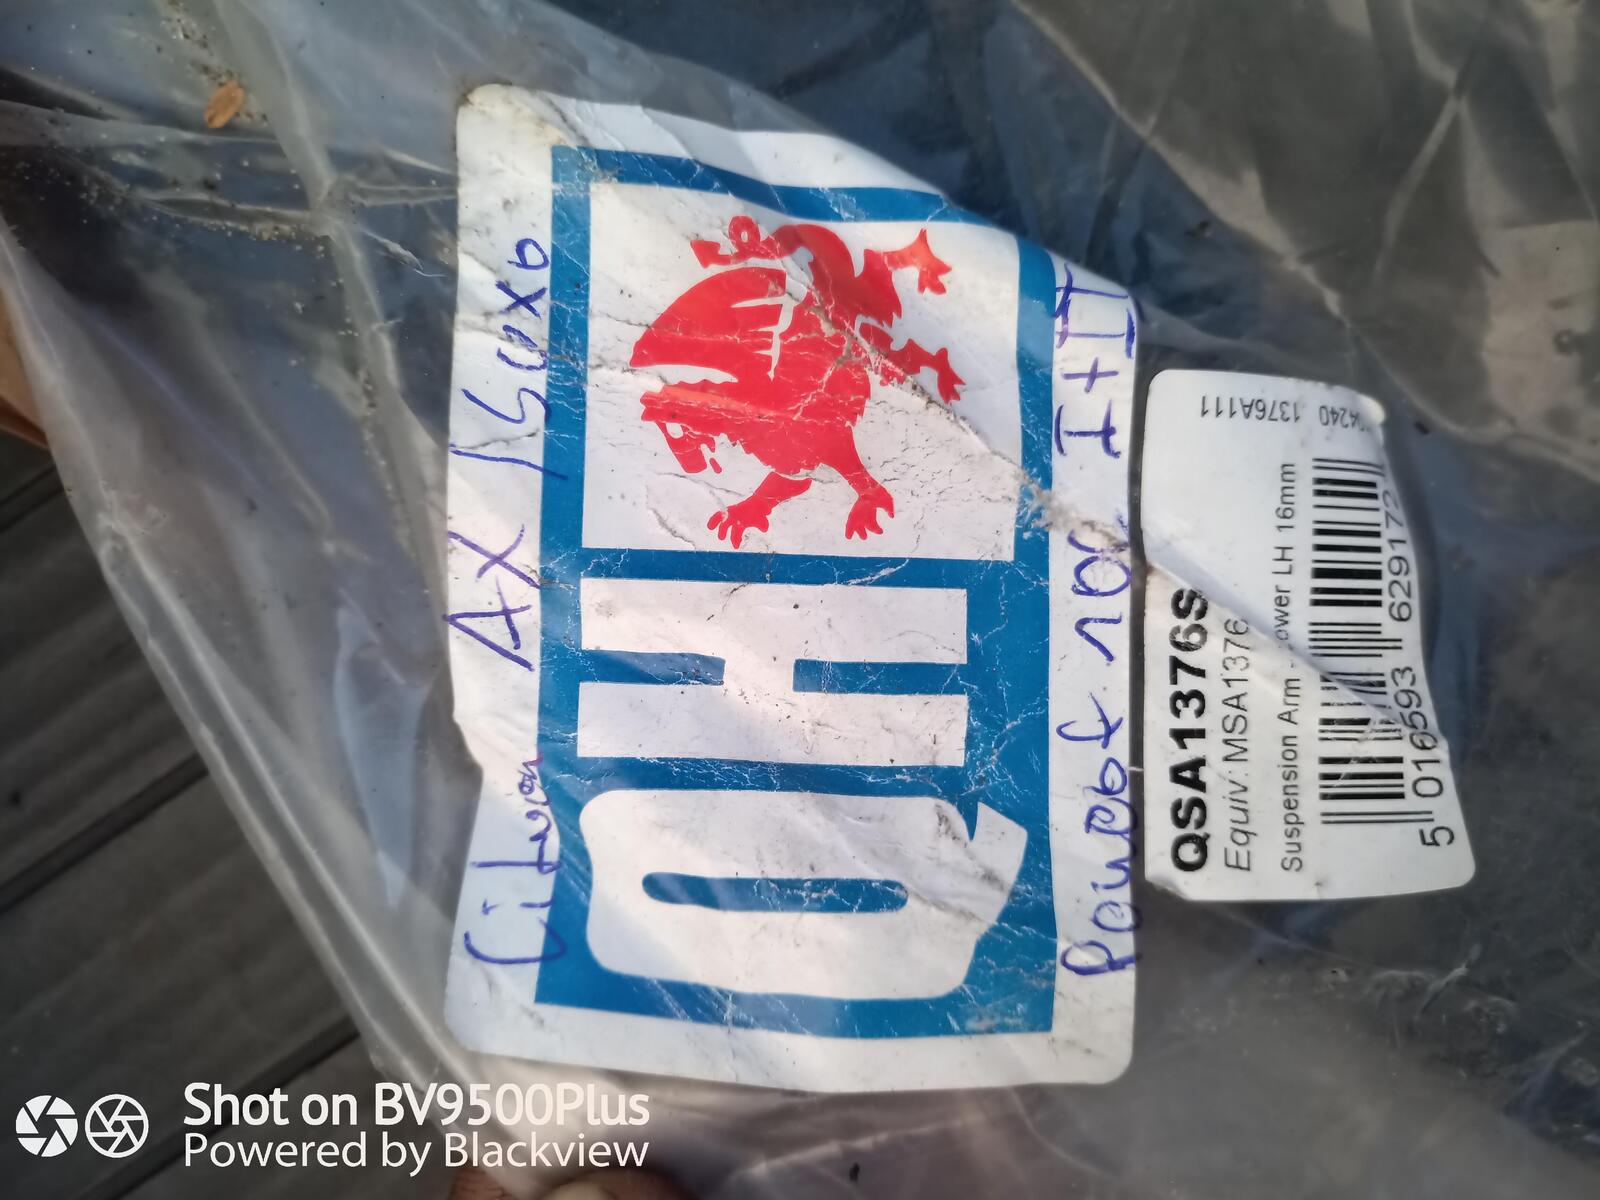 Citroen AX / Saxo
QH
Peugeot 106 I+II
QSA1376S
Equiv. MSA1376
Suspension Arm - Lower LH 16mm
5 016593 629172
1376A111
Shot on BV9500Plus
Powered by Blackview